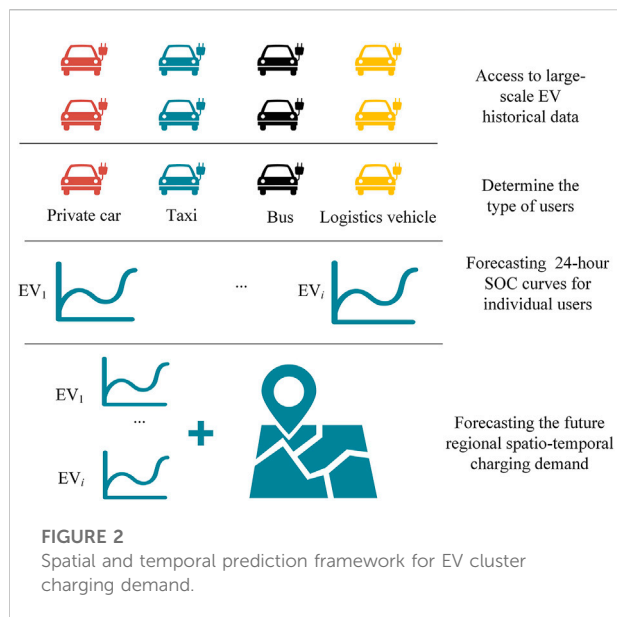 Access to large-
scale EV
historical data
Private car Taxi Bus Logistics vehicle
Determine the
type of users
EV1 ... EVi
Forecasting 24-hour
SOC curves for
individual users
EV1
...
EVi
Forecasting the future
regional spatio-temporal
charging demand
FIGURE 2
Spatial and temporal prediction framework for EV cluster
charging demand.